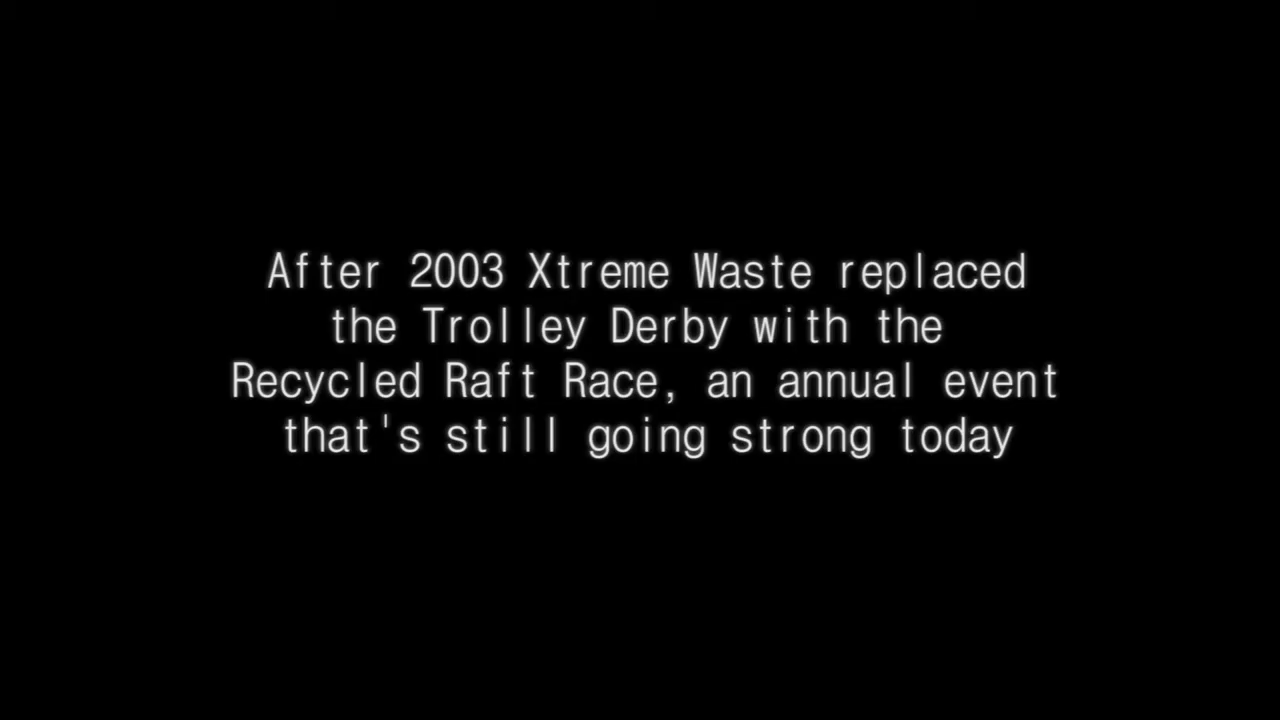 After 2003 Xtreme Waste replaced
the Trolley Derby with the
Recycled Raft Race, an annual event
that's still going strong today